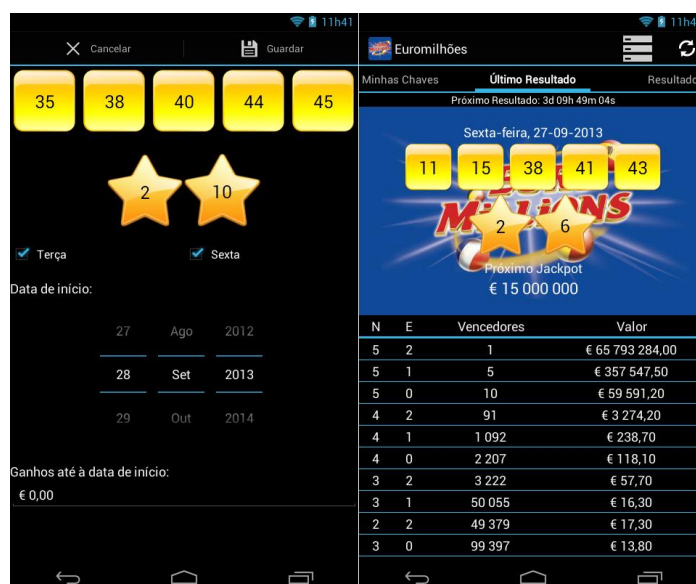 11h41
Cancelar Guardar
35 38 40 44 45
2 10
Terça Sexta
Data de início:
27 Ago 2012
28 Set 2013
29 Out 2014
Ganhos até à data de início:
€ 0,00
11h41
Euromilhões
Minhas Chaves Último Resultado Resultado
Próximo Resultado: 3d 09h 49m 04s
Sexta-feira, 27-09-2013
11 15 38 41 43
2 6
Próximo Jackpot
€ 15 000 000
N E Vencedores Valor
5 2 1 € 65 793 284,00
5 1 5 € 357 547,50
5 0 10 € 59 591,20
4 2 91 € 3 274,20
4 1 1 092 € 238,70
4 0 2 207 € 118,10
3 2 3 222 € 57,70
3 1 50 055 € 16,30
2 2 49 379 € 17,30
3 0 99 397 € 13,80